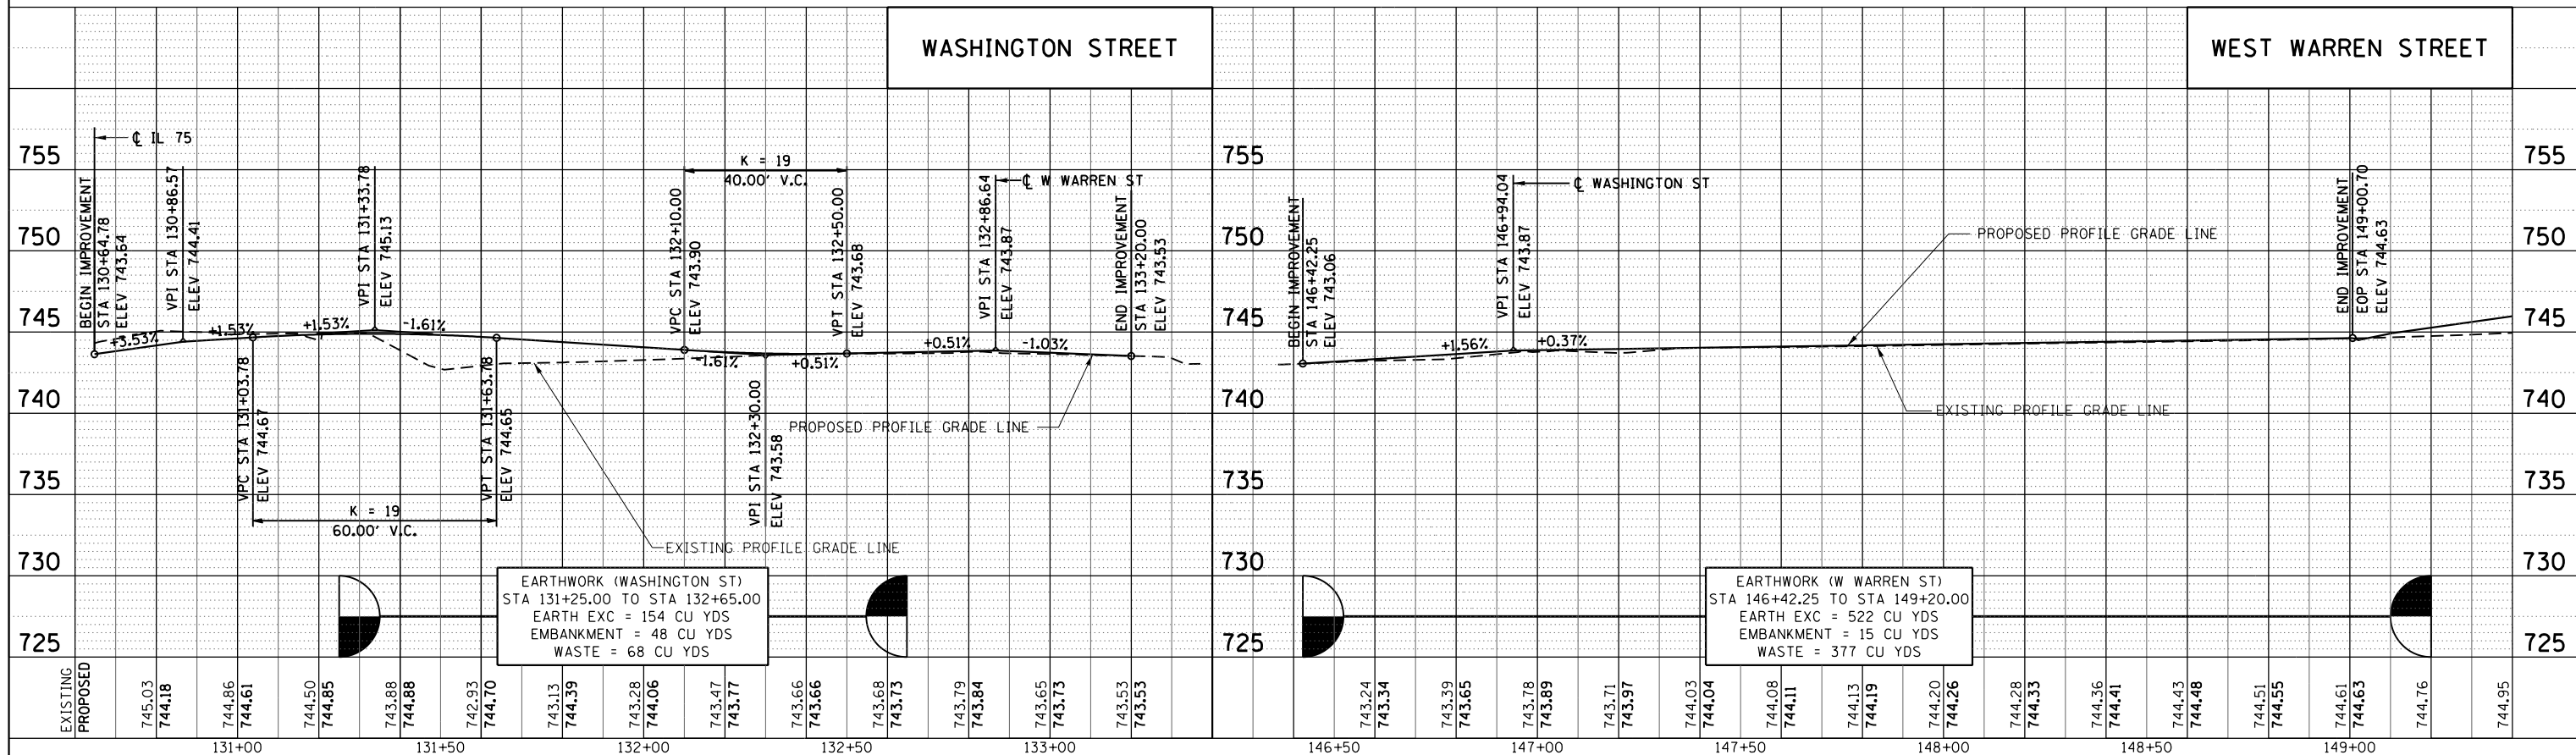 WASHINGTON STREET
WEST WARREN STREET
℄ IL 75
755
750
745
740
735
730
725
BEGIN IMPROVEMENT
STA 130+64.78
ELEV 743.64
VPI STA 130+86.57
ELEV 744.41
VPI STA 131+33.78
ELEV 745.13
VPC STA 132+10.00
ELEV 743.90
K = 19
40.00' V.C.
VPT STA 132+50.00
ELEV 743.68
VPI STA 132+86.64
ELEV 743.87
℄ W WARREN ST
END IMPROVEMENT
STA 133+20.00
ELEV 743.53
+3.53%
+1.53%
+1.53%
-1.61%
-1.61%
+0.51%
+0.51%
-1.03%
VPC STA 131+03.78
ELEV 744.67
VPT STA 131+63.78
ELEV 744.65
K = 19
60.00' V.C.
VPI STA 132+30.00
ELEV 743.58
PROPOSED PROFILE GRADE LINE
EXISTING PROFILE GRADE LINE
EARTHWORK (WASHINGTON ST)
STA 131+25.00 TO STA 132+65.00
EARTH EXC = 154 CU YDS
EMBANKMENT = 48 CU YDS
WASTE = 68 CU YDS
EXISTING
PROPOSED
745.03
744.18
744.86
744.61
744.50
744.85
743.88
744.88
742.93
744.70
743.13
744.39
743.28
744.06
743.47
743.77
743.66
743.66
743.68
743.73
743.79
743.84
743.65
743.73
743.53
743.53
131+00
131+50
132+00
132+50
133+00
755
750
745
740
735
730
725
BEGIN IMPROVEMENT
STA 146+42.25
ELEV 743.06
VPI STA 146+94.04
ELEV 743.87
℄ WASHINGTON ST
+1.56%
+0.37%
PROPOSED PROFILE GRADE LINE
EXISTING PROFILE GRADE LINE
END IMPROVEMENT
EOP STA 149+00.70
ELEV 744.63
EARTHWORK (W WARREN ST)
STA 146+42.25 TO STA 149+20.00
EARTH EXC = 522 CU YDS
EMBANKMENT = 15 CU YDS
WASTE = 377 CU YDS
743.24
743.34
743.39
743.65
743.78
743.89
743.71
743.97
744.03
744.04
744.08
744.11
744.13
744.19
744.20
744.26
744.28
744.33
744.36
744.41
744.43
744.48
744.51
744.55
744.61
744.63
744.76
744.95
146+50
147+00
147+50
148+00
148+50
149+00
755
750
745
740
735
730
725